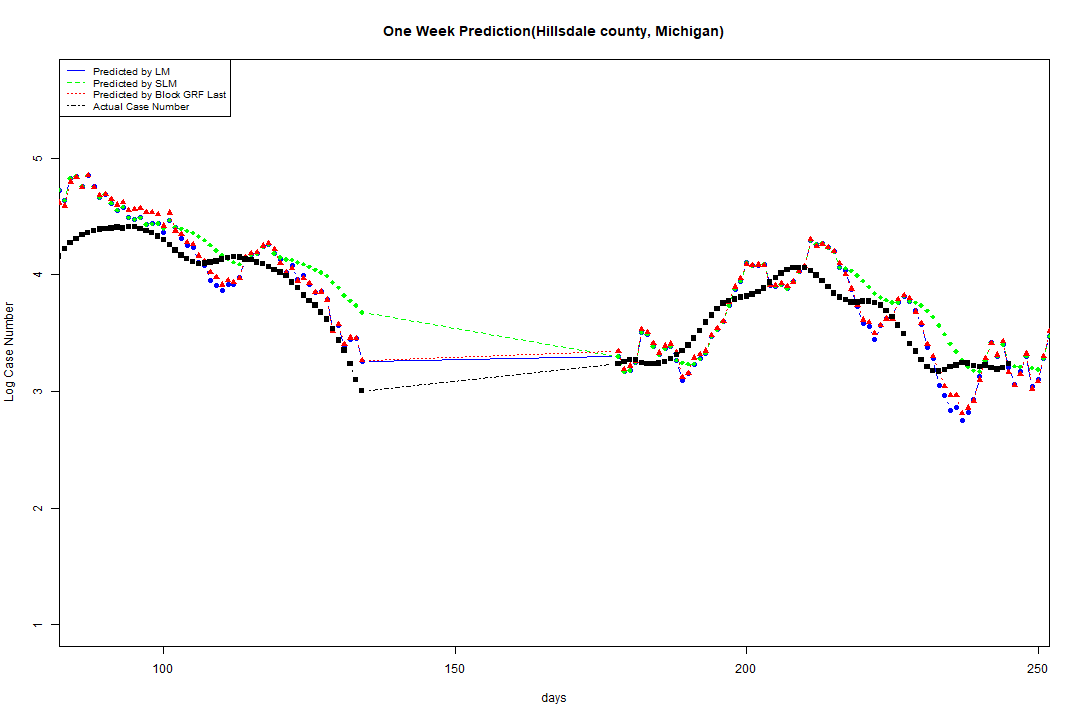 One Week Prediction(Hillsdale county, Michigan)
Predicted by LM
Predicted by SLM
Predicted by Block GRF Last
Actual Case Number
5
4
3
2
1
Log Case Number
100 150 200 250
days